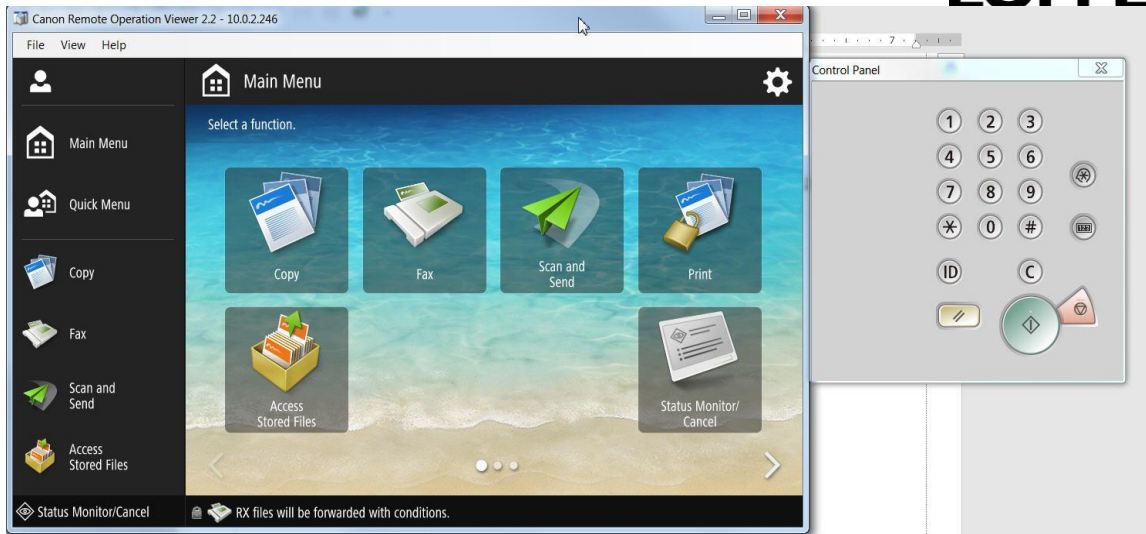 Canon Remote Operation Viewer 2.2 - 10.0.2.246
File View Help
Main Menu
Quick Menu
Copy
Fax
Scan and
Send
Access
Stored Files
Status Monitor/Cancel
Main Menu
Select a function.
Copy
Fax
Scan and
Send
Print
Access
Stored Files
Status Monitor/
Cancel
RX files will be forwarded with conditions.
7
Control Panel
1 2 3
4 5 6
7 8 9
* 0 #
ID C